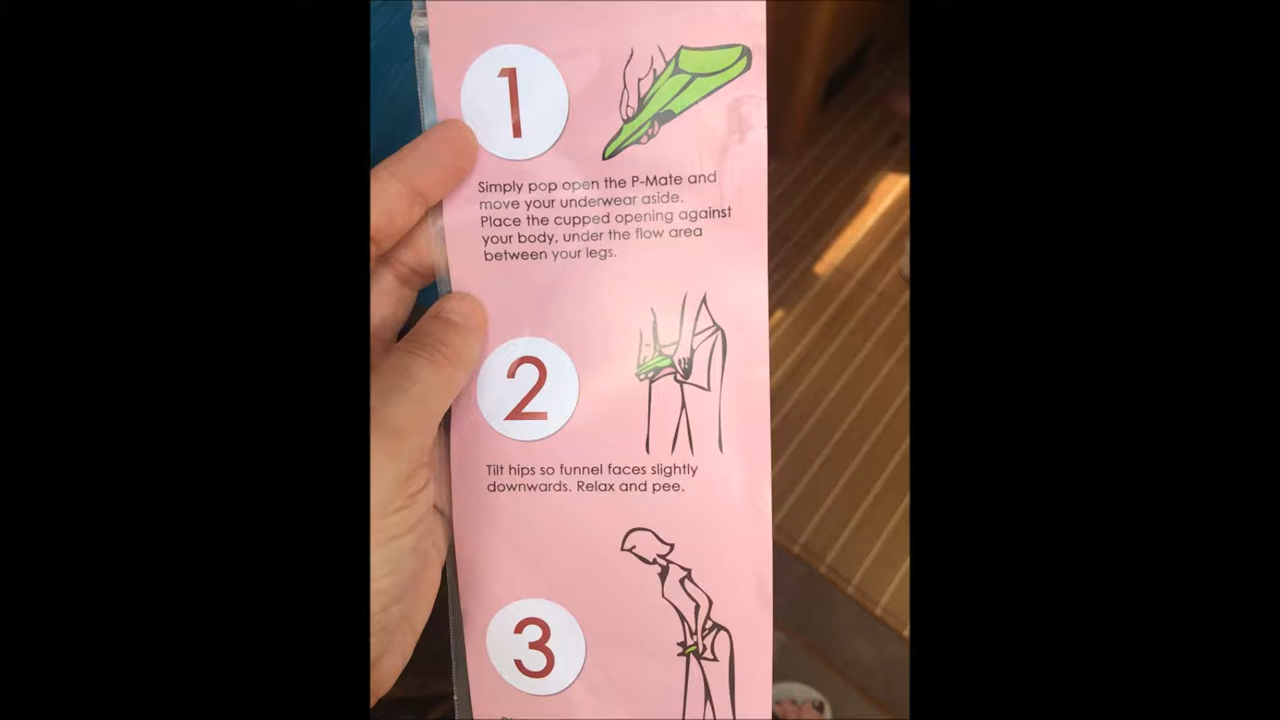 1
Simply pop open the P-Mate and
move your underwear aside.
Place the cupped opening against
your body, under the flow area
between your legs.
2
Tilt hips so funnel faces slightly
downwards. Relax and pee.
3